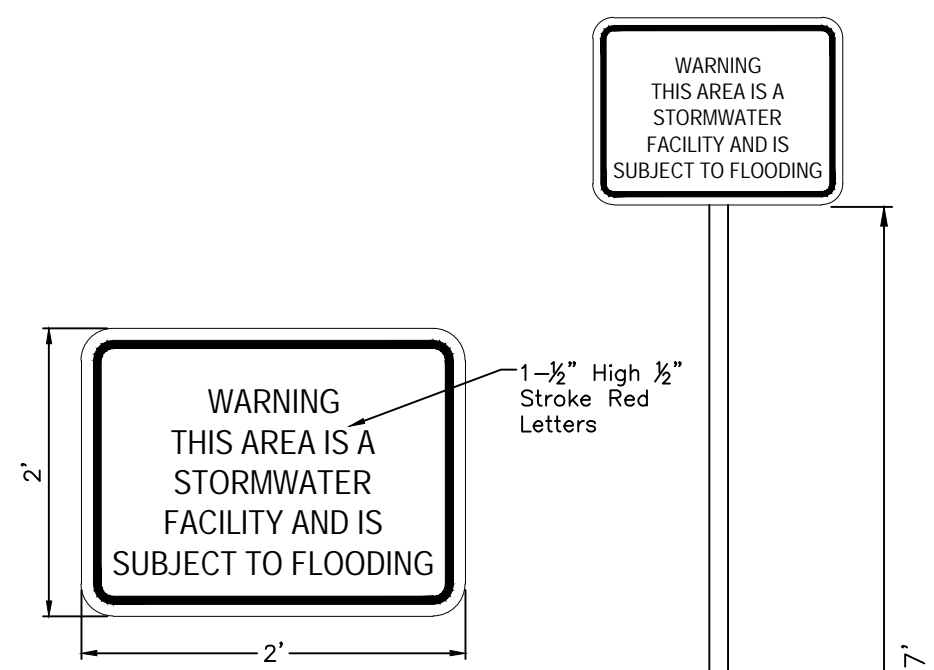 WARNING
THIS AREA IS A
STORMWATER
FACILITY AND IS
SUBJECT TO FLOODING
WARNING
THIS AREA IS A
STORMWATER
FACILITY AND IS
SUBJECT TO FLOODING
1-½” High ½”
Stroke Red
Letters
2'
2'
7'